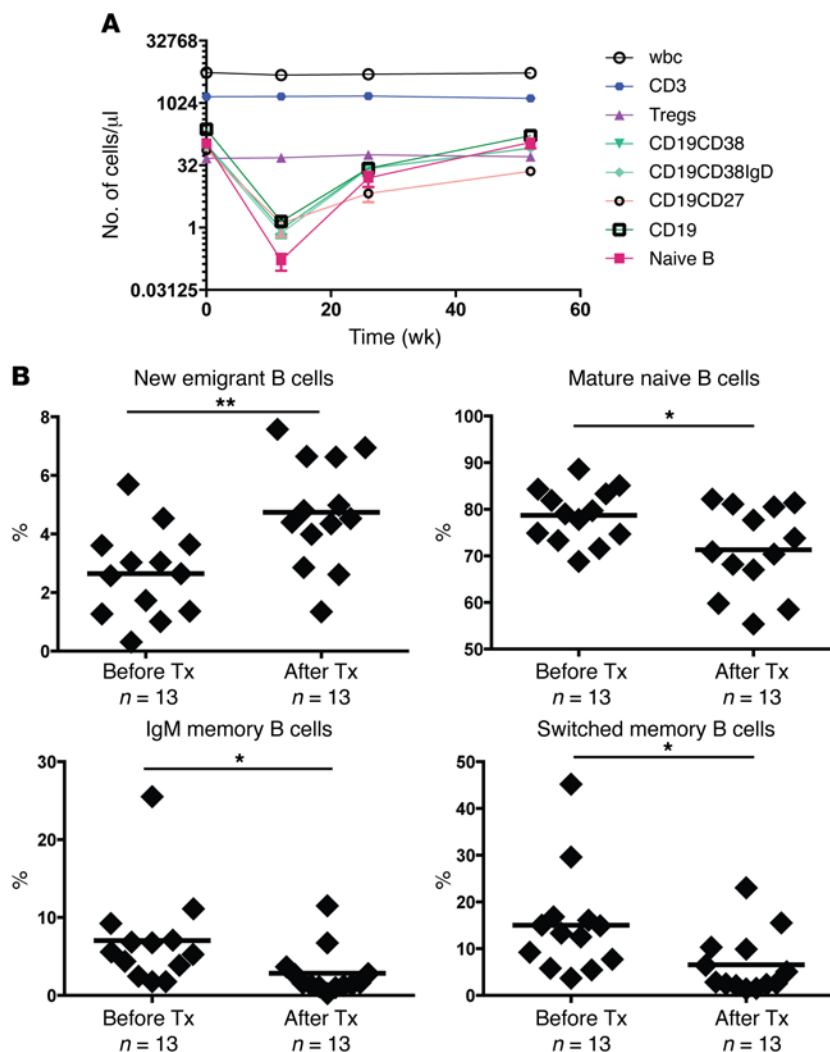 A
No. of cells/µl
32768
1024
32
1
0.03125
0 20 40 60
Time (wk)
wbc
CD3
Tregs
CD19CD38
CD19CD38IgD
CD19CD27
CD19
Naive B
B
New emigrant B cells
**
%
8
6
4
2
0
Before Tx After Tx
n = 13 n = 13
Mature naive B cells
*
%
100
90
80
70
60
50
Before Tx After Tx
n = 13 n = 13
IgM memory B cells
*
%
30
20
10
0
Before Tx After Tx
n = 13 n = 13
Switched memory B cells
*
%
50
40
30
20
10
0
Before Tx After Tx
n = 13 n = 13